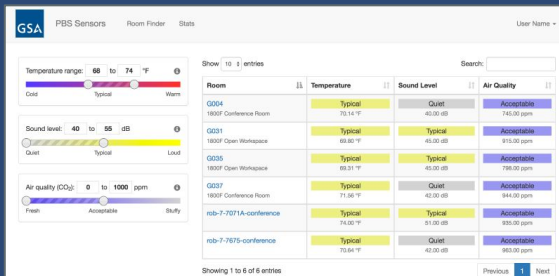 GSA PBS Sensors Room Finder Stats User Name
Temperature range: 68 to 74 °F
Cold Typical Warm
Sound level: 40 to 55 dB
Quiet Typical Loud
Air quality (CO₂): 0 to 1000 ppm
Fresh Acceptable Stuffy
Show 10 entries Search:
Room Temperature Sound Level Air Quality
G004 Typical Quiet Acceptable
1800F Conference Room 70.14 °F 40.00 dB 745.00 ppm
G031 Typical Typical Acceptable
1800F Open Workspace 69.80 °F 45.00 dB 915.00 ppm
G035 Typical Typical Acceptable
1800F Open Workspace 69.31 °F 45.00 dB 798.00 ppm
G037 Typical Quiet Acceptable
1800F Conference Room 71.56 °F 42.00 dB 944.00 ppm
rob-7-7071A-conference Typical Typical Acceptable
74.00 °F 51.00 dB 935.00 ppm
rob-7-7675-conference Typical Quiet Acceptable
70.84 °F 42.00 dB 863.00 ppm
Showing 1 to 6 of 6 entries Previous 1 Next